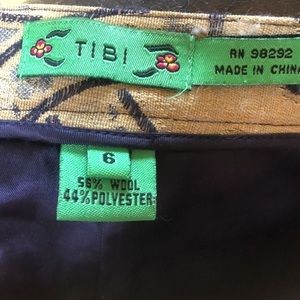 TIBI
RN 98292
MADE IN CHINA
6
56% WOOL
44% POLYESTER